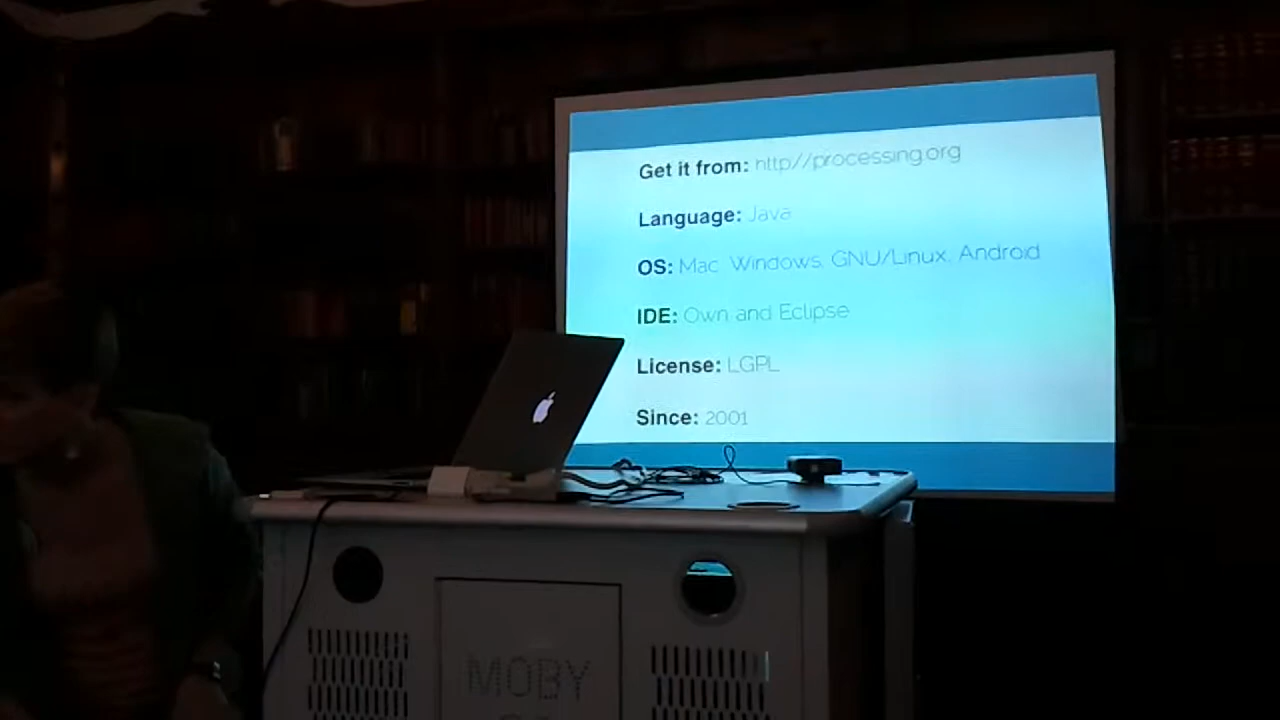 Get it from: http//processing.org
Language: Java
OS: Mac, Windows, GNU/Linux, Android
IDE: Own and Eclipse
License: LGPL
Since: 2001
MOBY